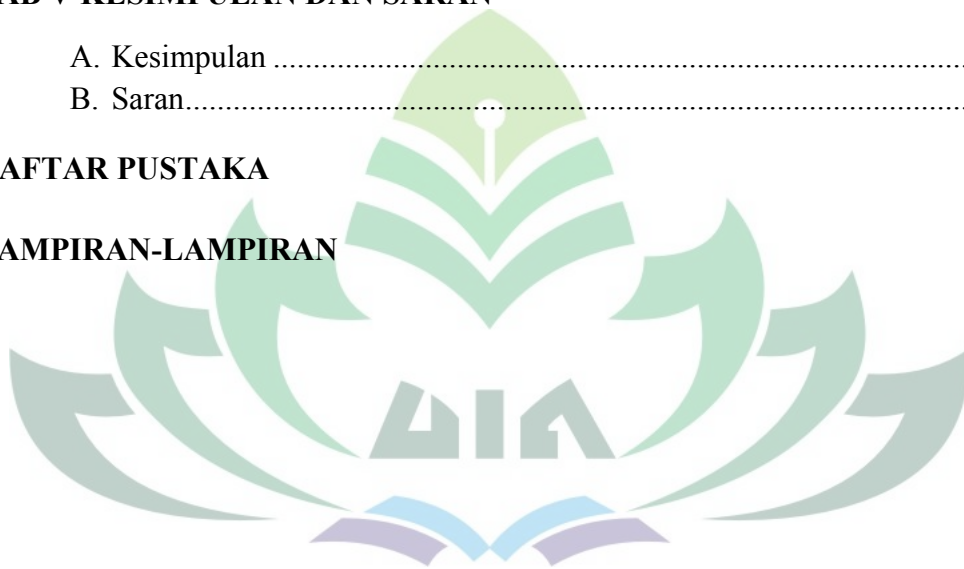 AB V KESIMPULAN DAN SARAN
A. Kesimpulan ........................................................................................
B. Saran...................................................................................................
AFTAR PUSTAKA
AMPIRAN-LAMPIRAN
UIN